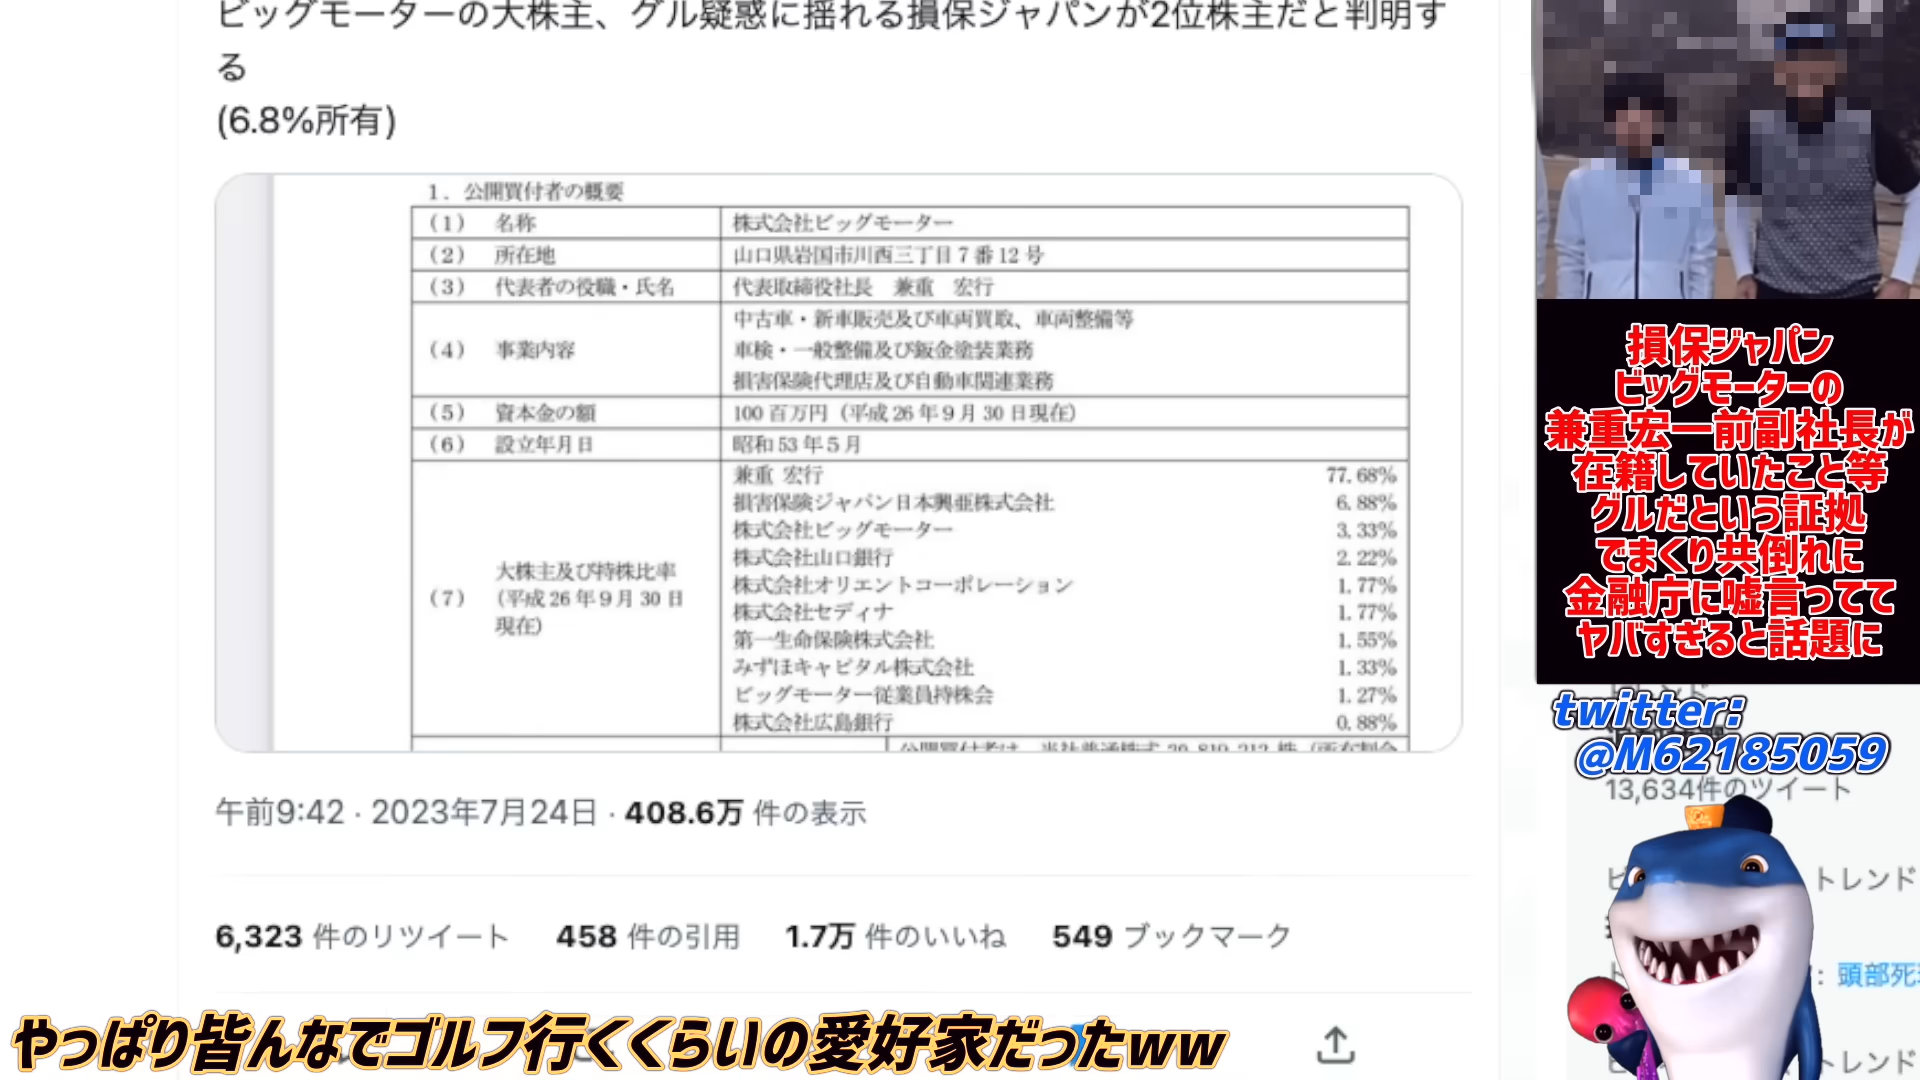 ビッグモーターの大株主、グル疑惑に揺れる損保ジャパンが2位株主だと判明す
る
(6.8%所有)
1．公開買付者の概要
（1） 名称 株式会社ビッグモーター
（2） 所在地 山口県岩国市川西三丁目7番12号
（3） 代表者の役職・氏名 代表取締役社長　兼重　宏行
（4） 事業内容 中古車・新車販売及び車両買取、車両整備等
車検・一般整備及び鈑金塗装業務
損害保険代理店及び自動車関連業務
（5） 資本金の額 100百万円（平成26年9月30日現在）
（6） 設立年月日 昭和53年5月
（7） 大株主及び持株比率
（平成26年9月30日
現在）
兼重 宏行 77.68%
損害保険ジャパン日本興亜株式会社 6.88%
株式会社ビッグモーター 3.33%
株式会社山口銀行 2.22%
株式会社オリエントコーポレーション 1.77%
株式会社セディナ 1.77%
第一生命保険株式会社 1.55%
みずほキャピタル株式会社 1.33%
ビッグモーター従業員持株会 1.27%
株式会社広島銀行 0.88%
午前9:42 · 2023年7月24日 · 408.6万 件の表示
6,323 件のリツイート 458 件の引用 1.7万 件のいいね 549 ブックマーク
やっぱり皆んなでゴルフ行くくらいの愛好家だったww
損保ジャパン
ビッグモーターの
兼重宏一前副社長が
在籍していたこと等
グルだという証拠
でまくり共倒れに
金融庁に嘘言ってて
ヤバすぎると話題に
twitter:
@M62185059
13,634件のツイート
トレンド
: 頭部死
トレンド